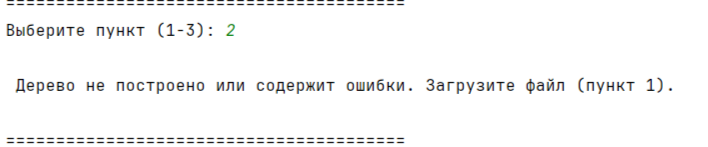 ========================================
Выберите пункт (1-3): 2
Дерево не построено или содержит ошибки. Загрузите файл (пункт 1).
========================================